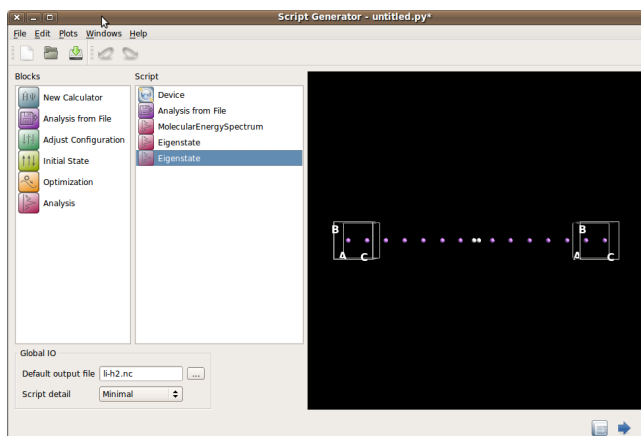 Script Generator - untitled.py*
File Edit Plots Windows Help
Blocks
Script
New Calculator
Analysis from File
Adjust Configuration
Initial State
Optimization
Analysis
Device
Analysis from File
MolecularEnergySpectrum
Eigenstate
Eigenstate
B
A
C
B
A
C
Global IO
Default output file li-h2.nc ...
Script detail Minimal